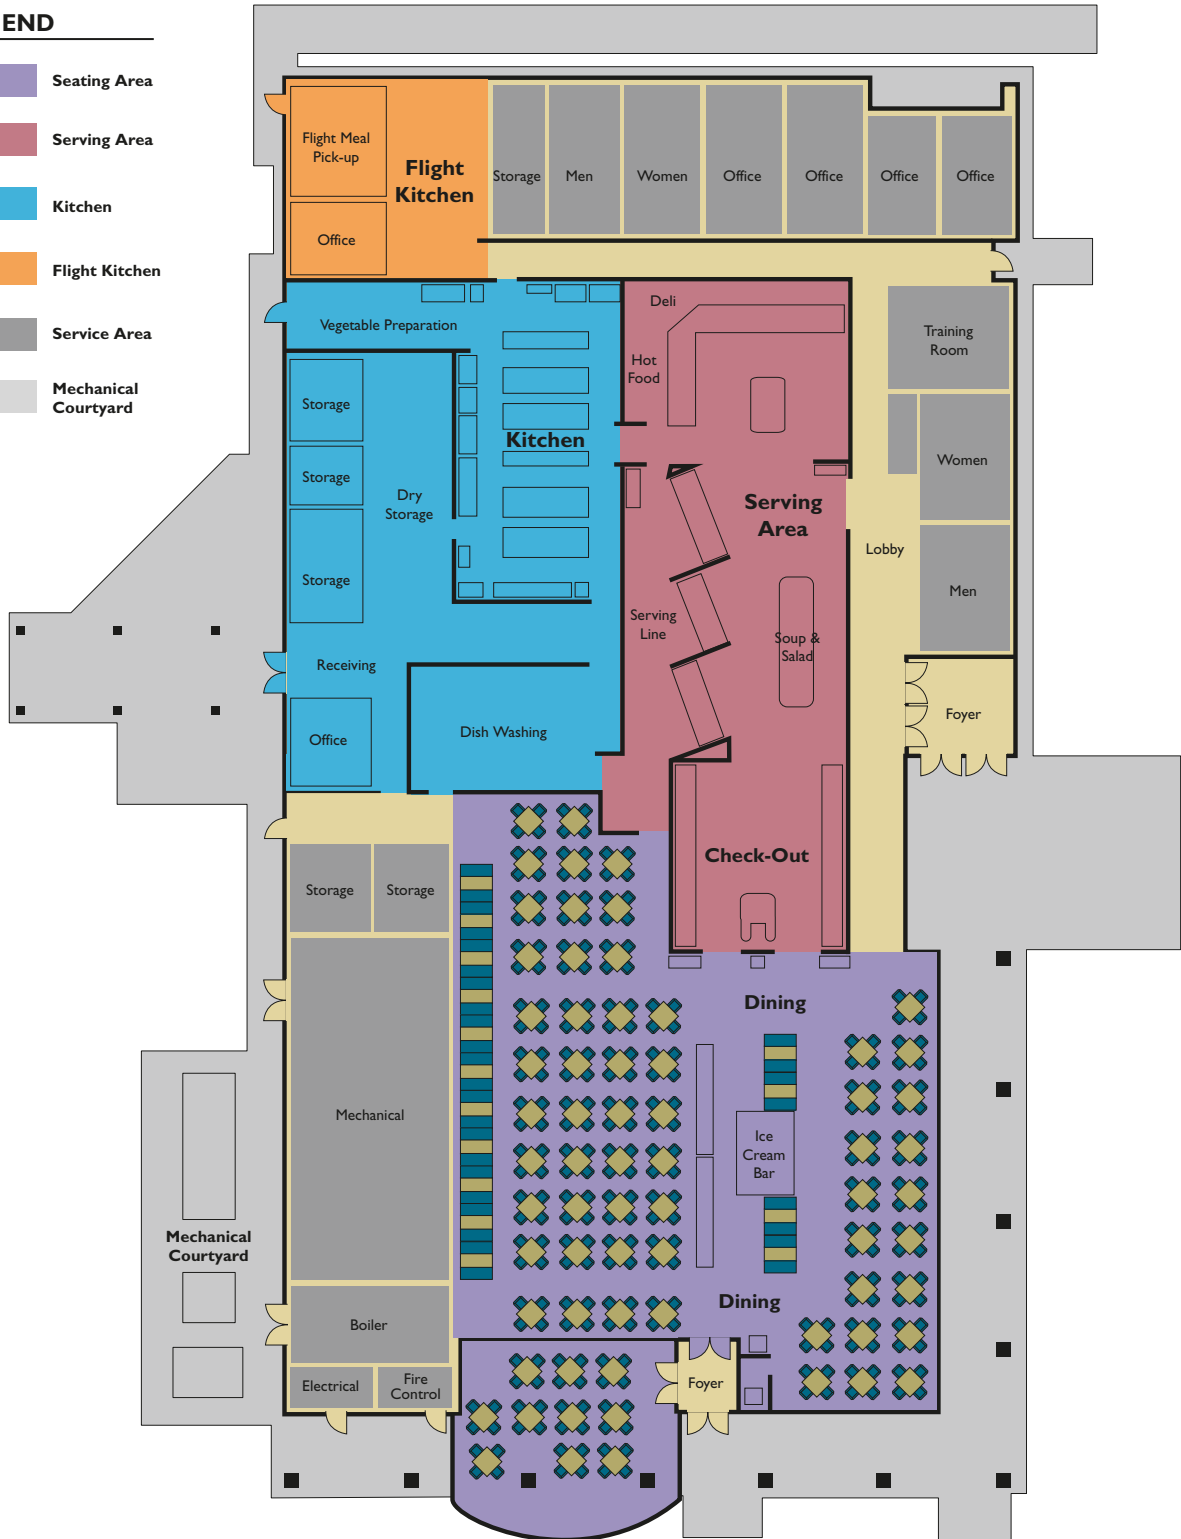 END
Seating Area
Serving Area
Kitchen
Flight Kitchen
Service Area
Mechanical
Courtyard
Flight Meal
Pick-up
Flight
Kitchen
Office
Storage
Men
Women
Office
Office
Office
Office
Vegetable Preparation
Deli
Hot
Food
Training
Room
Storage
Kitchen
Storage
Dry
Storage
Women
Serving
Area
Lobby
Storage
Men
Serving
Line
Soup &
Salad
Receiving
Foyer
Office
Dish Washing
Check-Out
Storage
Storage
Dining
Mechanical
Ice
Cream
Bar
Mechanical
Courtyard
Dining
Boiler
Electrical
Fire
Control
Foyer